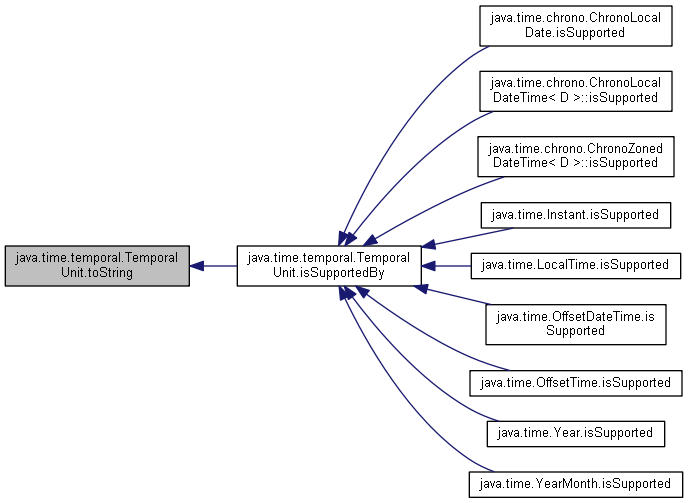 java.time.temporal.Temporal
Unit.toString
java.time.temporal.Temporal
Unit.isSupportedBy
java.time.chrono.ChronoLocal
Date.isSupported
java.time.chrono.ChronoLocal
DateTime< D >::isSupported
java.time.chrono.ChronoZoned
DateTime< D >::isSupported
java.time.Instant.isSupported
java.time.LocalTime.isSupported
java.time.OffsetDateTime.is
Supported
java.time.OffsetTime.isSupported
java.time.Year.isSupported
java.time.YearMonth.isSupported